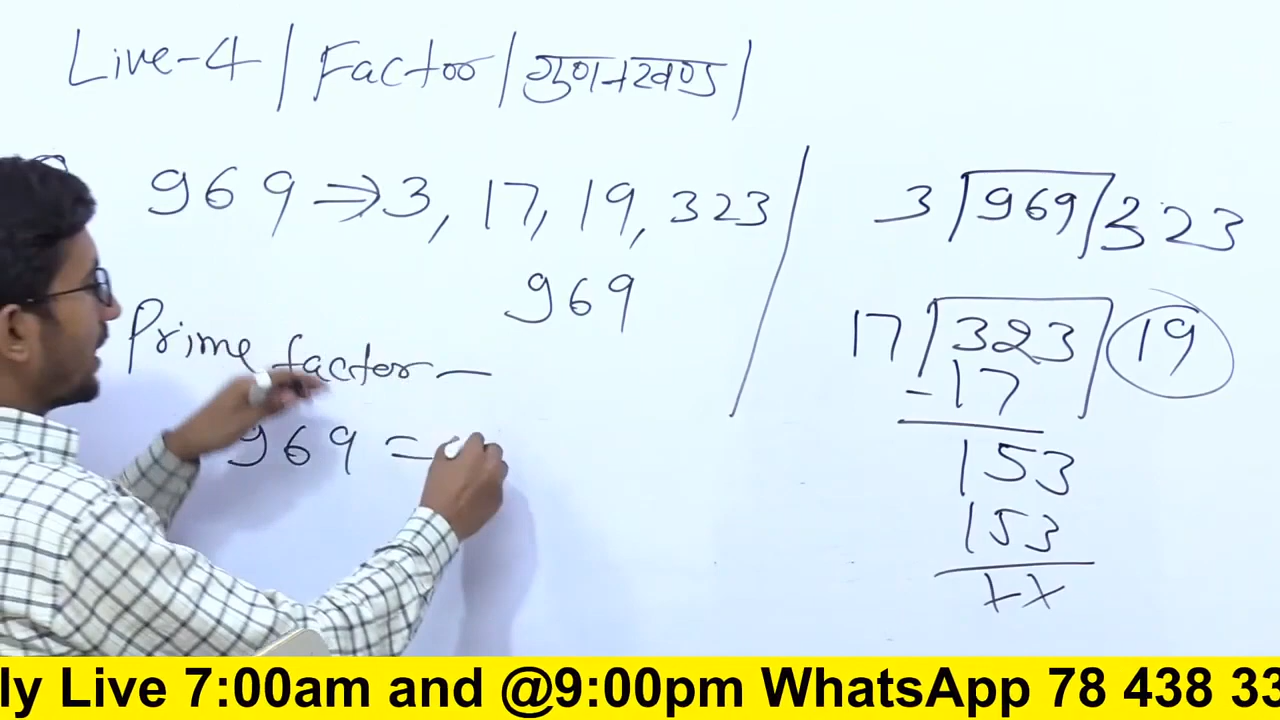 Live-4 | Factor | गुणनखण्ड |
969 ⇒ 3, 17, 19, 323
969
Prime factor —
969 =
3 | 969 | 323
17 | 323 | 19
-17
153
153
××
ly Live 7:00am and @9:00pm WhatsApp 78 438 33